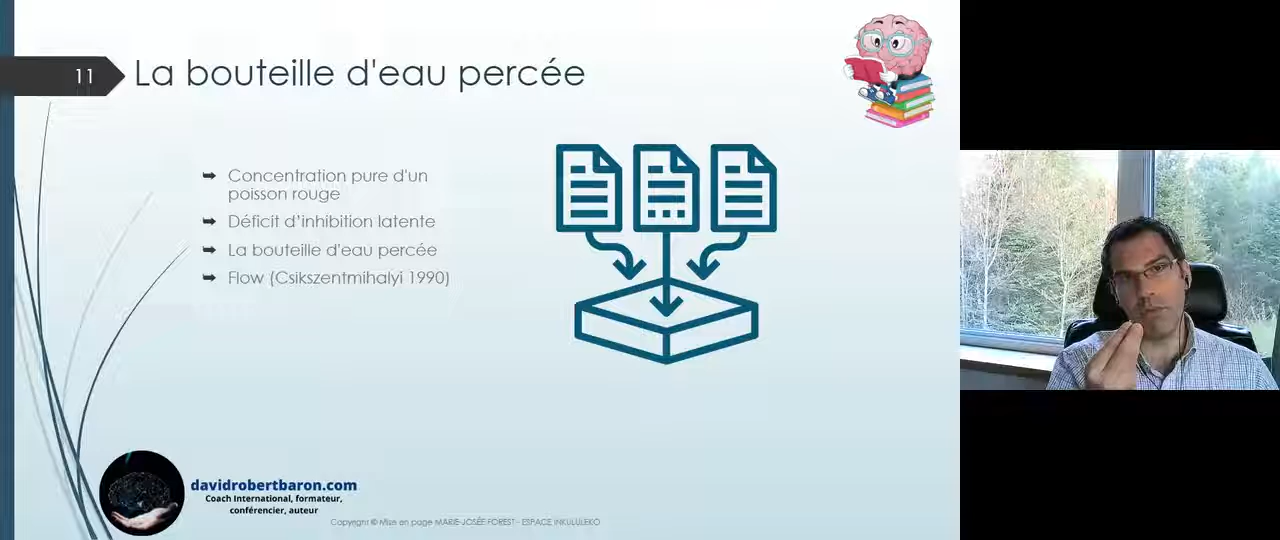 11
La bouteille d'eau percée
Concentration pure d'un
poisson rouge
Déficit d'inhibition latente
La bouteille d'eau percée
Flow (Csikszentmihalyi 1990)
davidrobertbaron.com
Coach International, formateur,
conférencier, auteur
Copyright © Mise en page MARIE-JOSÉE FOREST - ESPACE INKULULEKO